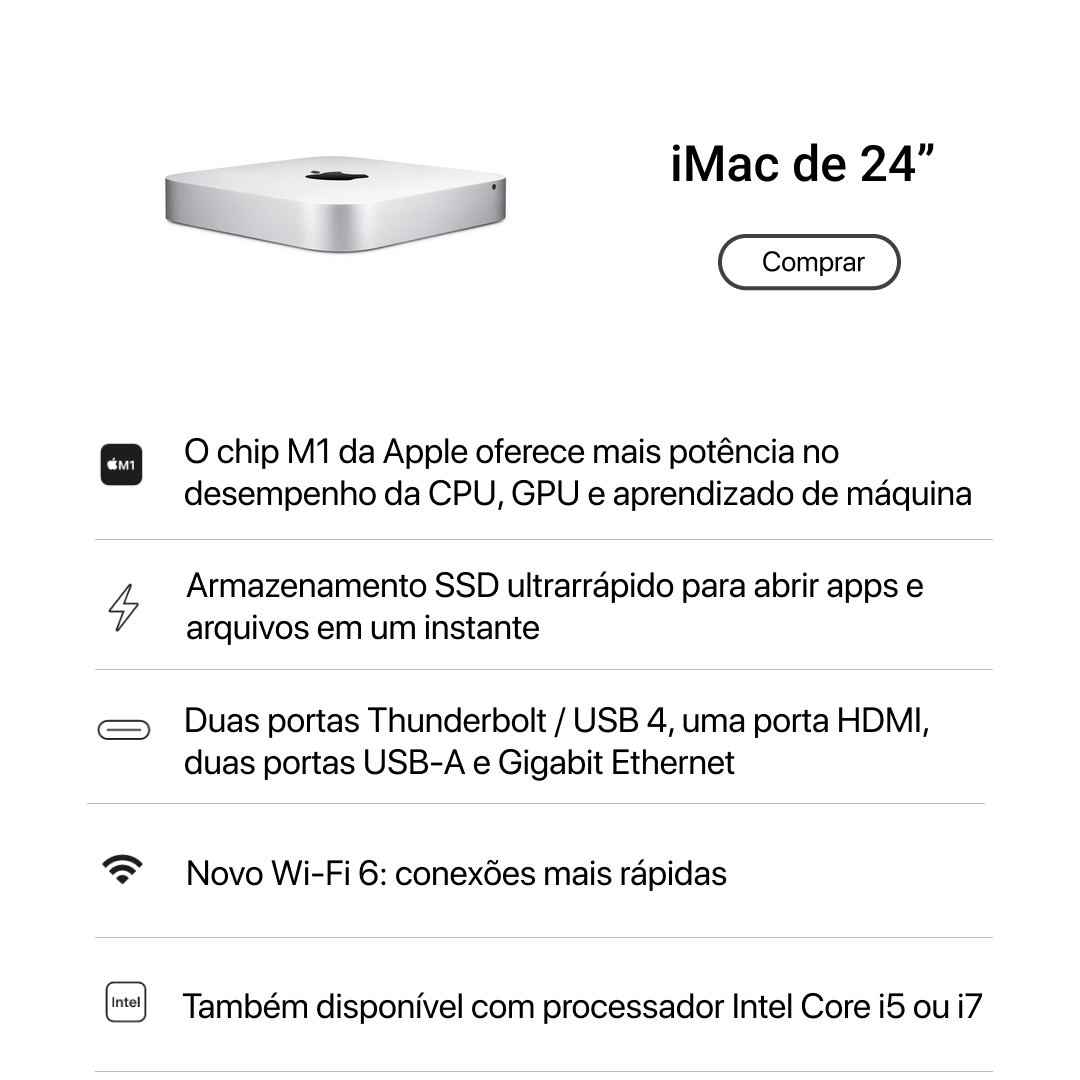 iMac de 24”
Comprar
M1
O chip M1 da Apple oferece mais potência no
desempenho da CPU, GPU e aprendizado de máquina
Armazenamento SSD ultrarrápido para abrir apps e
arquivos em um instante
Duas portas Thunderbolt / USB 4, uma porta HDMI,
duas portas USB-A e Gigabit Ethernet
Novo Wi-Fi 6: conexões mais rápidas
Intel
Também disponível com processador Intel Core i5 ou i7